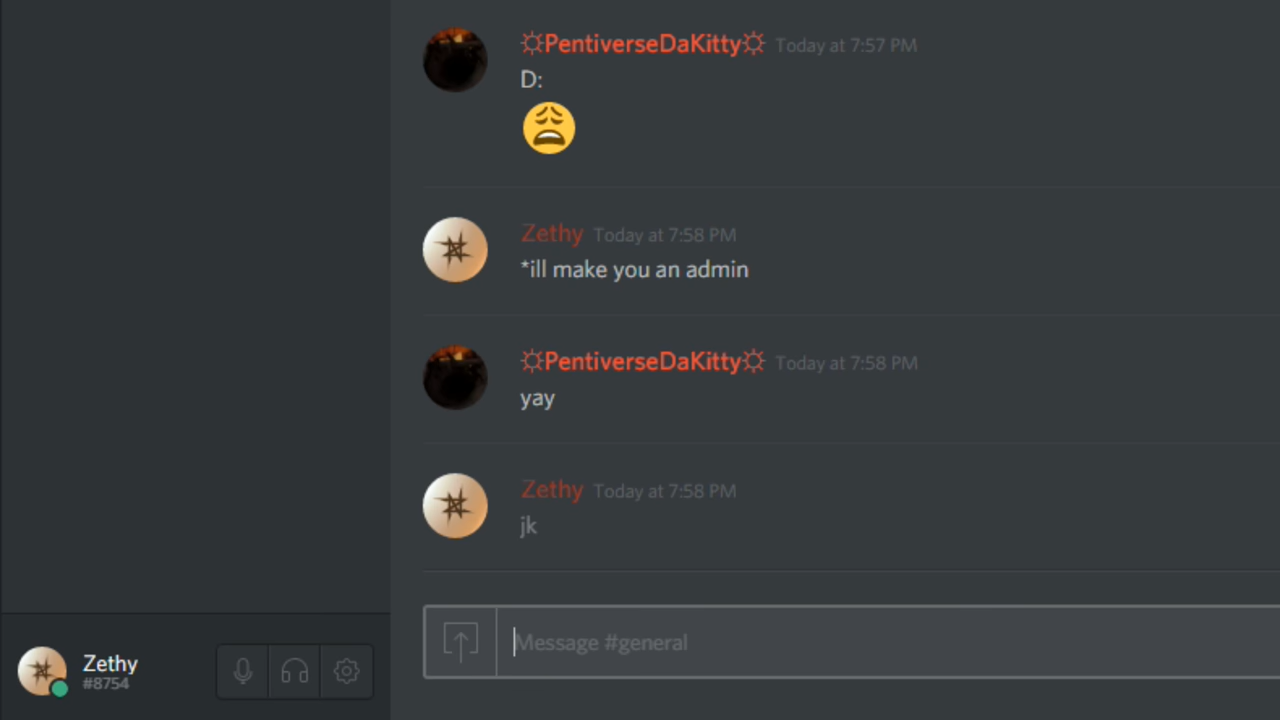 ☼PentiverseDaKitty☼ Today at 7:57 PM
D:
Zethy Today at 7:58 PM
*ill make you an admin
☼PentiverseDaKitty☼ Today at 7:58 PM
yay
Zethy Today at 7:58 PM
jk
Message #general
Zethy
#8754